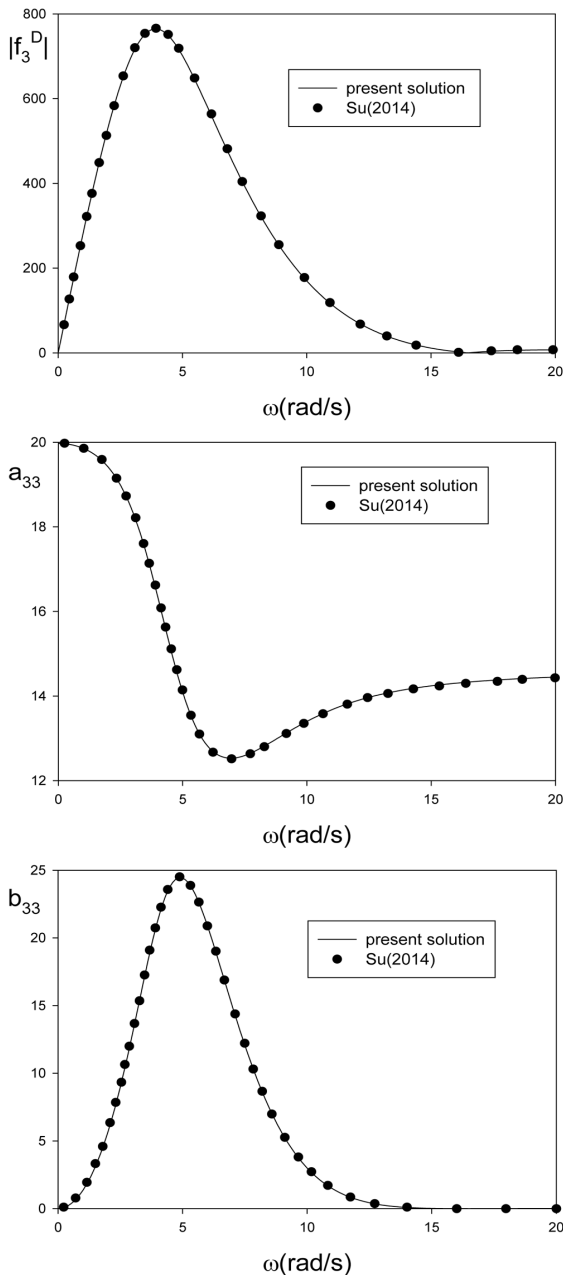 800
|f₃ᴰ|
present solution
Su(2014)
600
400
200
0
0 5 10 15 20
ω(rad/s)
20
a₃₃
present solution
Su(2014)
18
16
14
12
0 5 10 15 20
ω(rad/s)
25
b₃₃
present solution
Su(2014)
20
15
10
5
0
0 5 10 15 20
ω(rad/s)